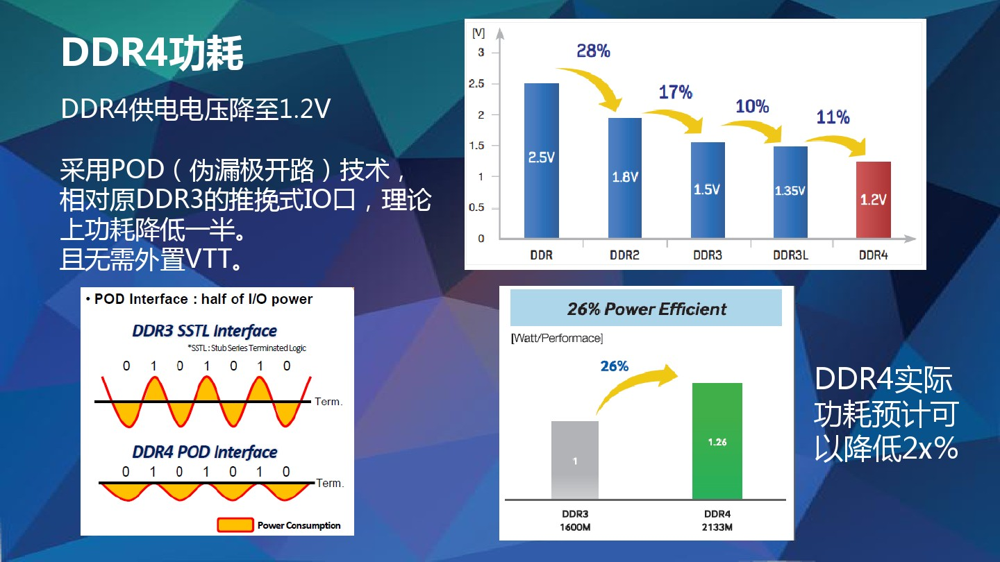 DDR4功耗
DDR4供电电压降至1.2V
采用POD（伪漏极开路）技术，
相对原DDR3的推挽式IO口，理论
上功耗降低一半。
且无需外置VTT。
[V]
3
2.5
2
1.5
1
0.5
0
28%
17%
10%
11%
2.5V
1.8V
1.5V
1.35V
1.2V
DDR
DDR2
DDR3
DDR3L
DDR4
• POD Interface : half of I/O power
DDR3 SSTL Interface
*SSTL : Stub Series Terminated Logic
0 1 0 1 0 1 0
Term.
DDR4 POD Interface
0 1 0 1 0 1 0
Term.
Power Consumption
26% Power Efficient
[Watt/Performace]
26%
1
1.26
DDR3
1600M
DDR4
2133M
DDR4实际
功耗预计可
以降低2x%